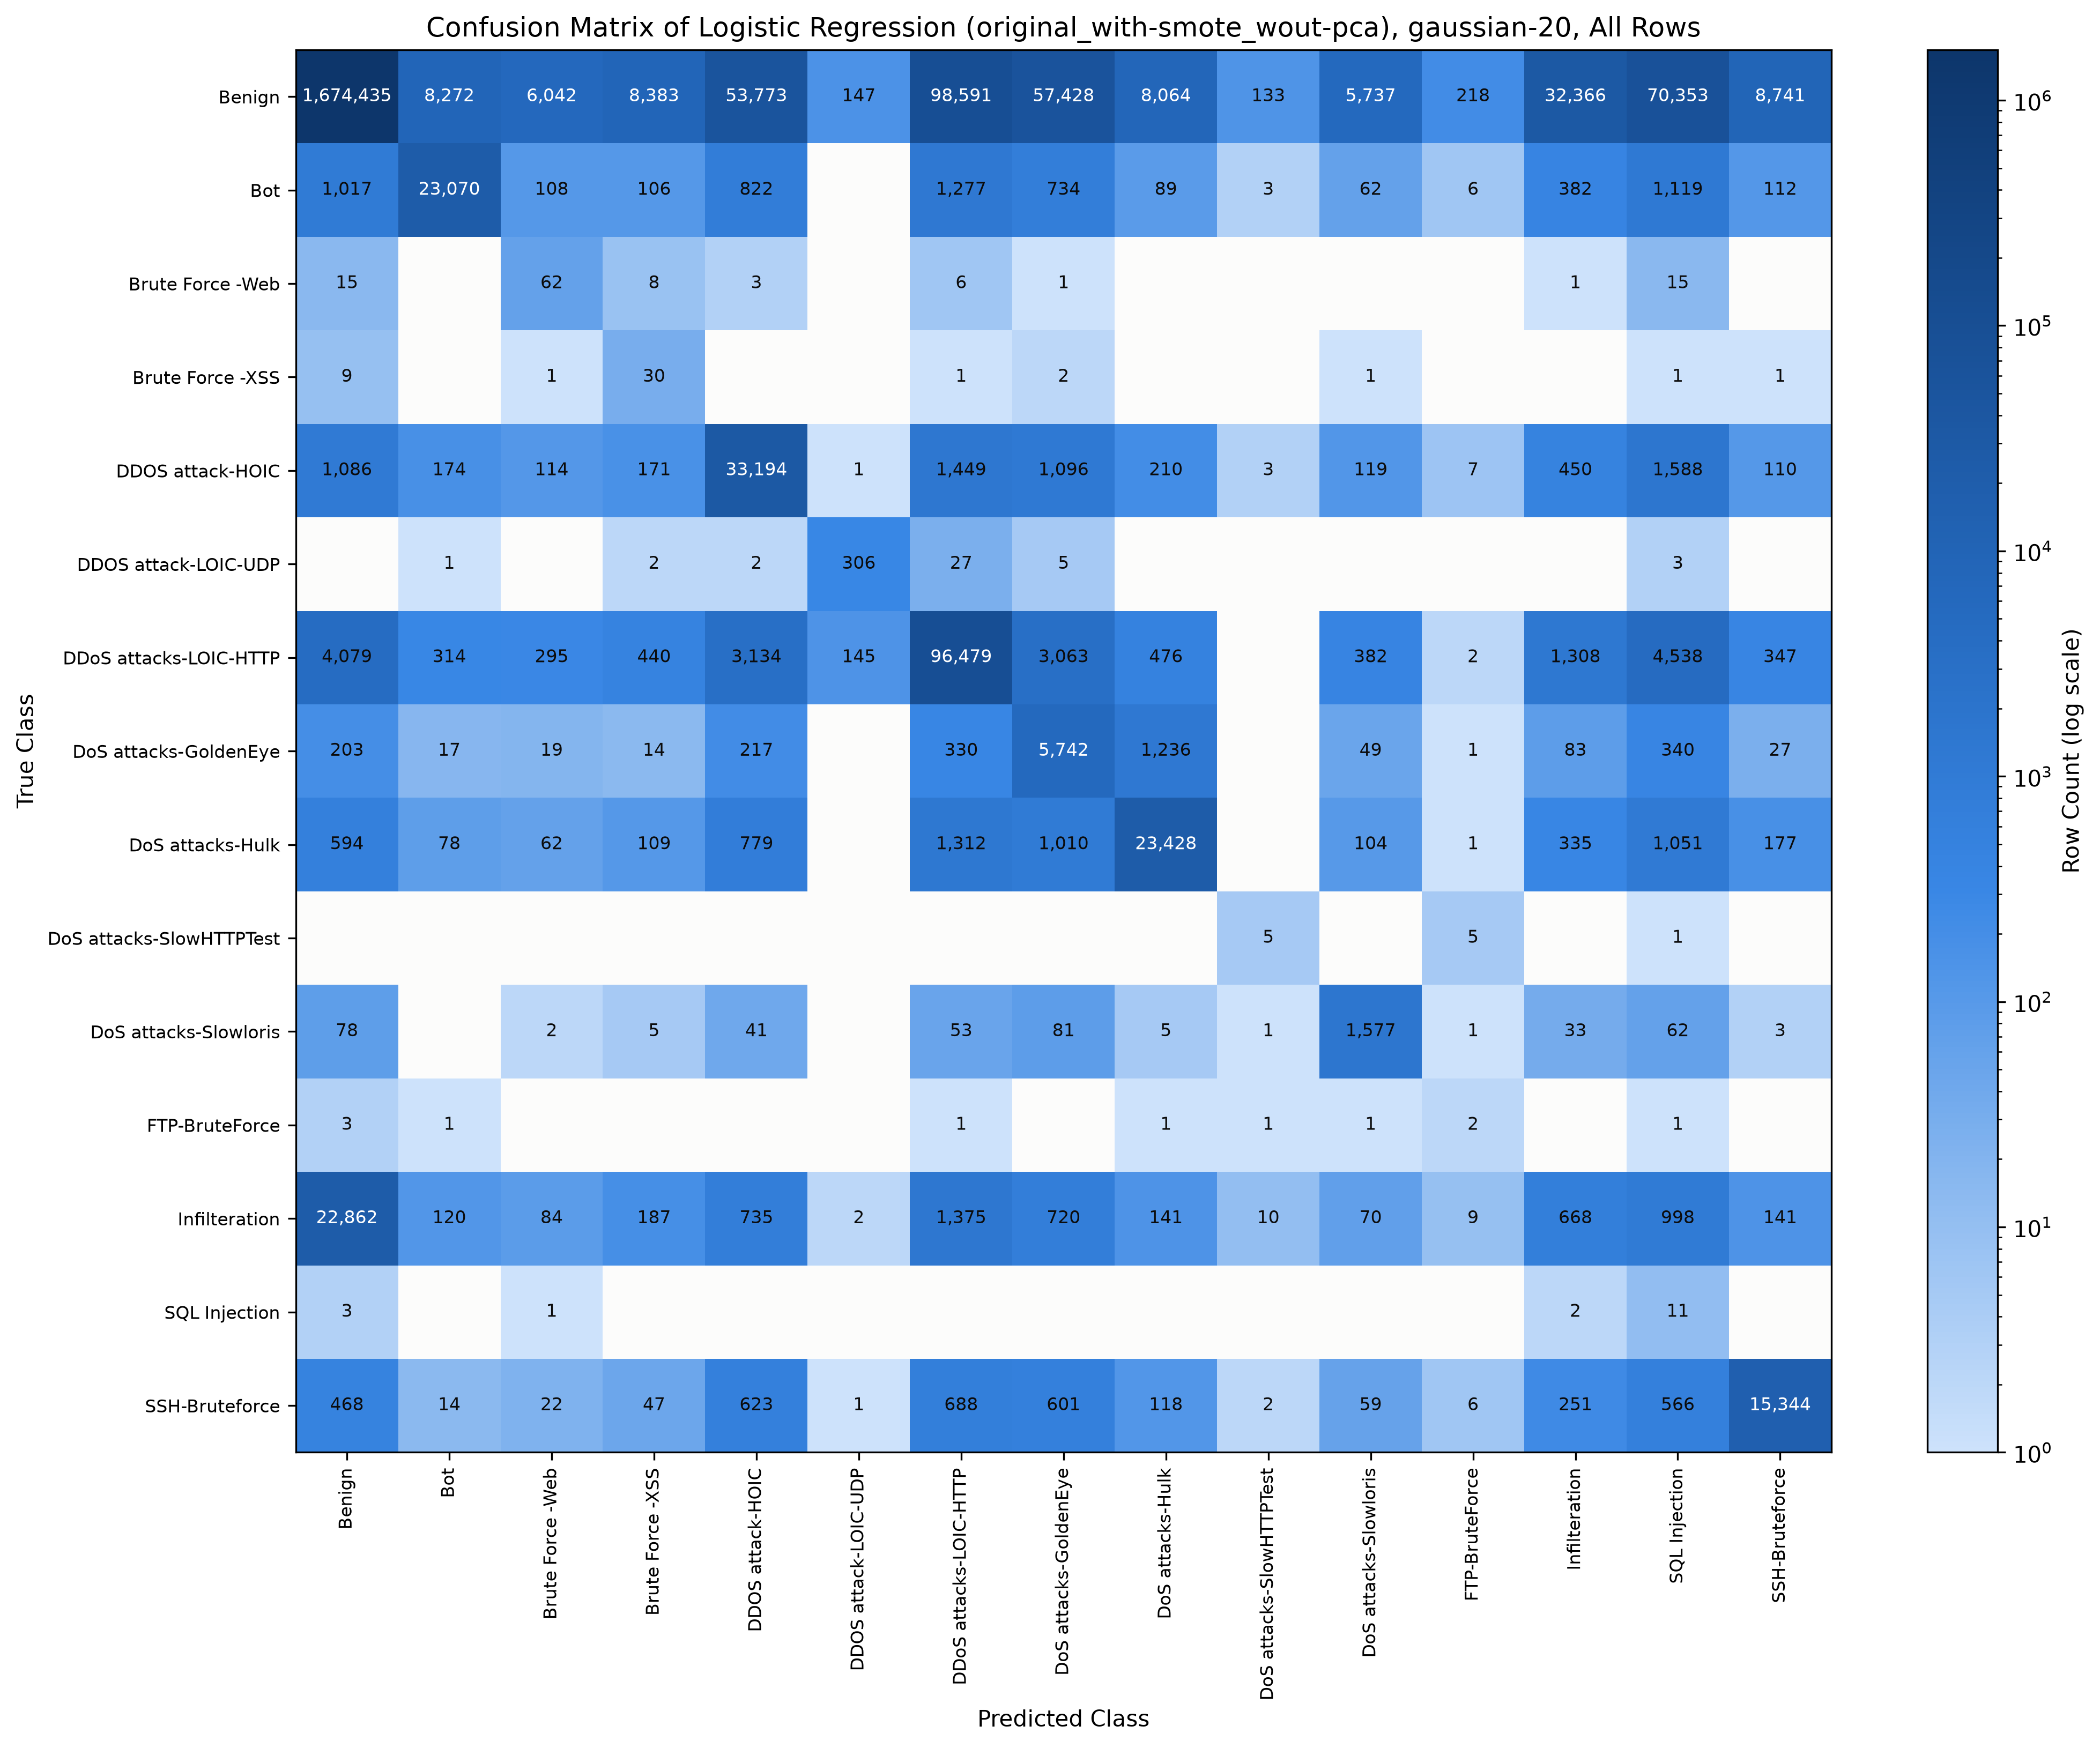 Confusion Matrix of Logistic Regression (original_with-smote_wout-pca), gaussian-20, All Rows
True Class
Benign 1,674,435 8,272 6,042 8,383 53,773 147 98,591 57,428 8,064 133 5,737 218 32,366 70,353 8,741
Bot 1,017 23,070 108 106 822 1,277 734 89 3 62 6 382 1,119 112
Brute Force -Web 15 62 8 3 6 1 1 15
Brute Force -XSS 9 1 30 1 2 1 1 1
DDOS attack-HOIC 1,086 174 114 171 33,194 1 1,449 1,096 210 3 119 7 450 1,588 110
DDOS attack-LOIC-UDP 1 2 2 306 27 5 3
DDoS attacks-LOIC-HTTP 4,079 314 295 440 3,134 145 96,479 3,063 476 382 2 1,308 4,538 347
DoS attacks-GoldenEye 203 17 19 14 217 330 5,742 1,236 49 1 83 340 27
DoS attacks-Hulk 594 78 62 109 779 1,312 1,010 23,428 104 1 335 1,051 177
DoS attacks-SlowHTTPTest 5 5 1
DoS attacks-Slowloris 78 2 5 41 53 81 5 1 1,577 1 33 62 3
FTP-BruteForce 3 1 1 1 1 1 2 1
Infilteration 22,862 120 84 187 735 2 1,375 720 141 10 70 9 668 998 141
SQL Injection 3 1 2 11
SSH-Bruteforce 468 14 22 47 623 1 688 601 118 2 59 6 251 566 15,344
Benign
Bot
Brute Force -Web
Brute Force -XSS
DDOS attack-HOIC
DDOS attack-LOIC-UDP
DDoS attacks-LOIC-HTTP
DoS attacks-GoldenEye
DoS attacks-Hulk
DoS attacks-SlowHTTPTest
DoS attacks-Slowloris
FTP-BruteForce
Infilteration
SQL Injection
SSH-Bruteforce
Predicted Class
10⁶
10⁵
10⁴
10³
10²
10¹
10⁰
Row Count (log scale)